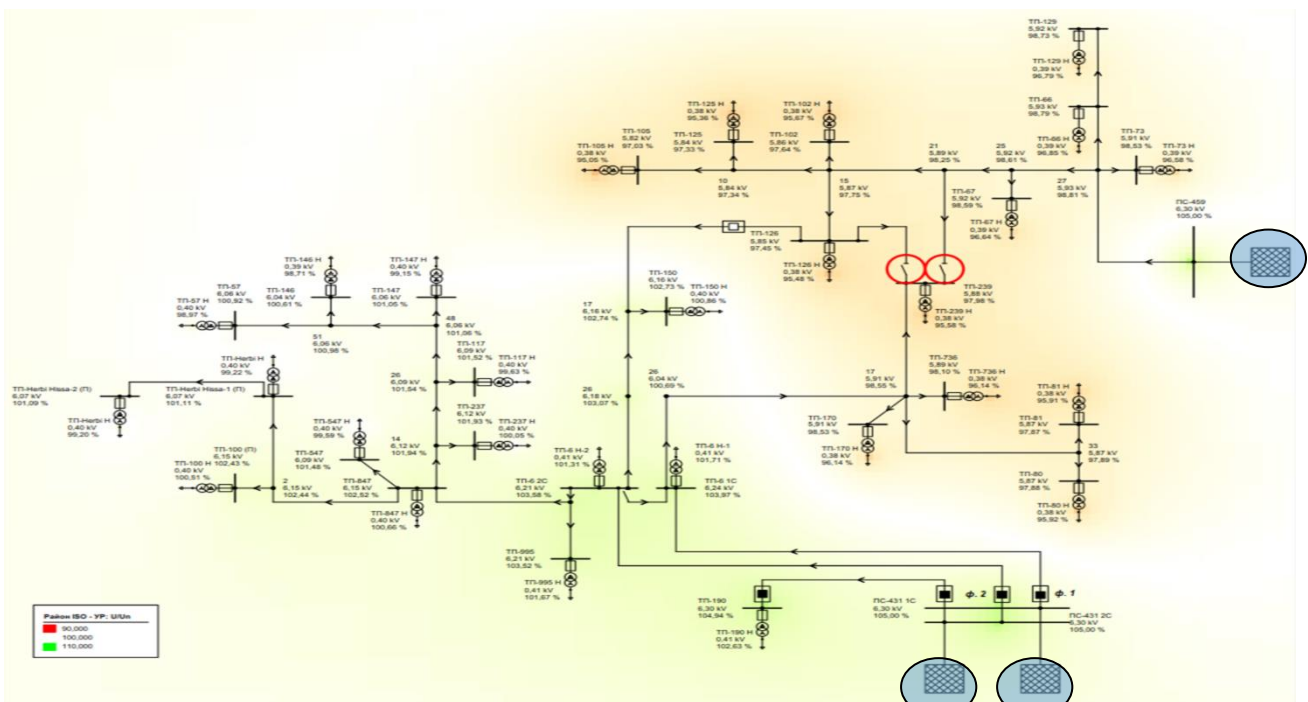 ТП-129
5,92 kV
98,73 %
ТП-129 Н
0,39 kV
96,79 %
ТП-66
5,93 kV
98,79 %
ТП-66 Н
0,39 kV
96,85 %
ТП-73
5,91 kV
98,53 %
ТП-73 Н
0,39 kV
96,58 %
ТП-125 Н
0,38 kV
95,36 %
ТП-102 Н
0,38 kV
95,67 %
ТП-105
5,82 kV
97,03 %
ТП-105 Н
0,38 kV
95,05 %
ТП-125
5,84 kV
97,33 %
ТП-102
5,86 kV
97,64 %
21
5,89 kV
98,25 %
25
5,92 kV
98,61 %
27
5,93 kV
98,81 %
10
5,84 kV
97,34 %
15
5,87 kV
97,75 %
ТП-67
5,92 kV
98,59 %
ТП-67 Н
0,39 kV
96,64 %
ПС-459
6,30 kV
105,00 %
ТП-126
5,85 kV
97,45 %
ТП-126 Н
0,38 kV
95,48 %
ТП-239
5,88 kV
97,98 %
ТП-239 Н
0,38 kV
95,58 %
ТП-146 Н
0,39 kV
98,71 %
ТП-147 Н
0,40 kV
99,15 %
ТП-57
6,06 kV
100,92 %
ТП-57 Н
0,40 kV
98,97 %
ТП-146
6,04 kV
100,61 %
ТП-147
6,06 kV
101,05 %
48
6,06 kV
101,06 %
51
6,06 kV
100,98 %
ТП-150
6,16 kV
102,73 %
ТП-150 Н
0,40 kV
100,86 %
17
6,16 kV
102,74 %
ТП-117
6,09 kV
101,52 %
ТП-117 Н
0,40 kV
99,63 %
26
6,09 kV
101,54 %
ТП-Herbi Н
0,40 kV
99,22 %
ТП-Herbi Hissa-2 (П)
6,07 kV
101,09 %
ТП-Herbi Hissa-1 (П)
6,07 kV
101,11 %
ТП-Herbi Н
0,40 kV
99,20 %
26
6,18 kV
103,07 %
26
6,04 kV
100,69 %
17
5,91 kV
98,55 %
ТП-736
5,89 kV
98,10 %
ТП-736 Н
0,38 kV
96,14 %
ТП-81 Н
0,38 kV
95,91 %
ТП-81
5,87 kV
97,87 %
33
5,87 kV
97,89 %
ТП-80
5,87 kV
97,88 %
ТП-80 Н
0,38 kV
95,92 %
ТП-170
5,91 kV
98,53 %
ТП-170 Н
0,38 kV
96,14 %
ТП-237
6,12 kV
101,93 %
ТП-237 Н
0,40 kV
100,05 %
14
6,12 kV
101,94 %
ТП-547 Н
0,40 kV
99,59 %
ТП-547
6,09 kV
101,48 %
ТП-100 (П)
6,15 kV
102,43 %
ТП-100 Н
0,40 kV
100,51 %
2
6,15 kV
102,44 %
ТП-847
6,15 kV
102,52 %
ТП-847 Н
0,40 kV
100,66 %
ТП-6 Н-2
0,41 kV
101,31 %
ТП-6 Н-1
0,41 kV
101,71 %
ТП-6 2С
6,21 kV
103,58 %
ТП-6 1С
6,24 kV
103,97 %
ТП-995
6,21 kV
103,52 %
ТП-995 Н
0,41 kV
101,67 %
ТП-190
6,30 kV
104,94 %
ТП-190 Н
0,41 kV
102,63 %
ПС-431 1С
6,30 kV
105,00 %
ф. 2
ф. 1
ПС-431 2С
6,30 kV
105,00 %
Район ISO - УР: U/Un
90,000
100,000
110,000